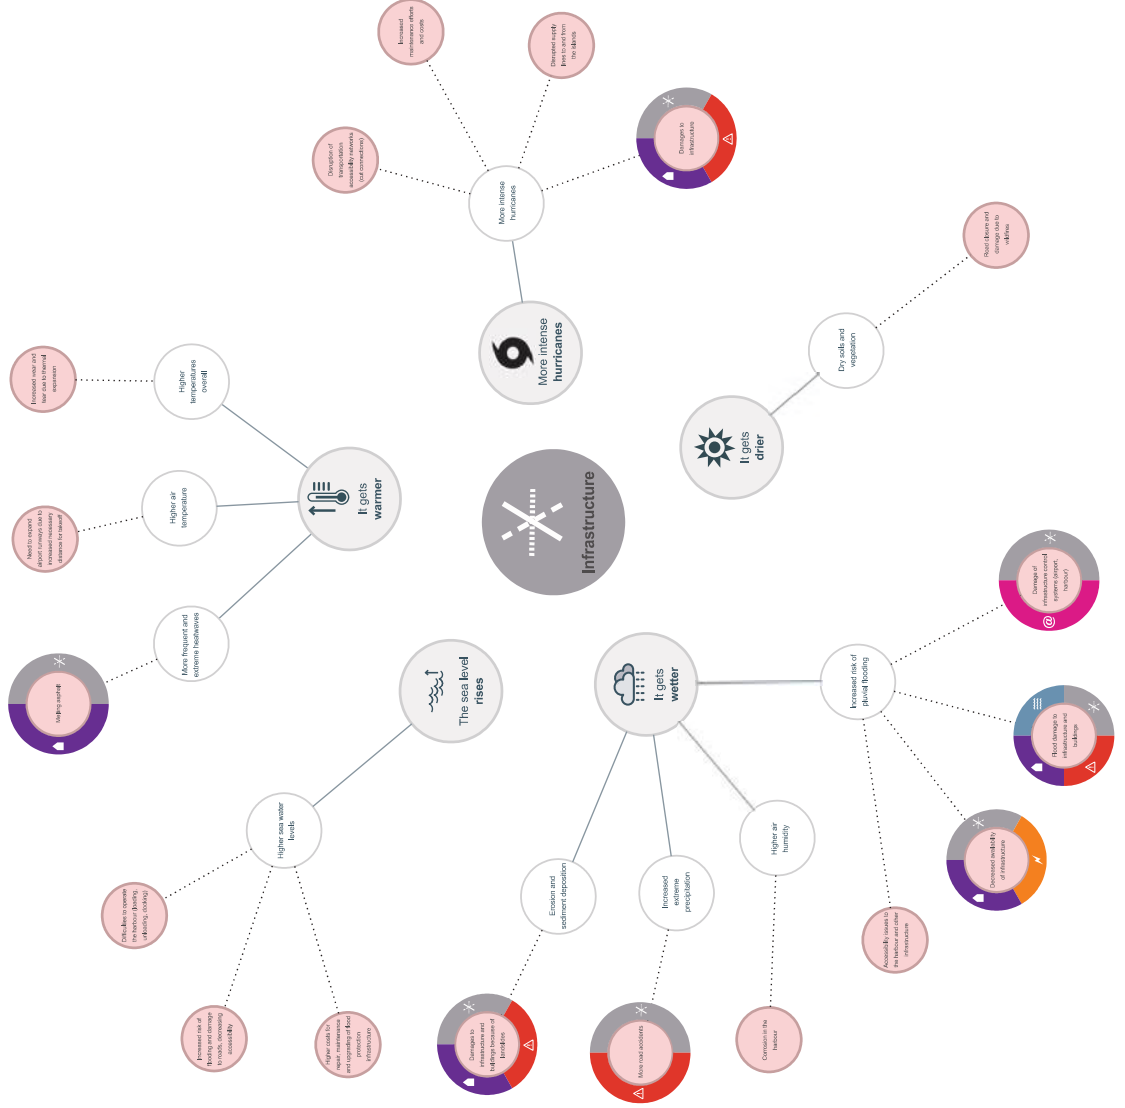 Infrastructure
More intense
hurricanes
More intense
hurricanes
Disruption of
transportation
accessibility networks
(cut connections)
Increased
maintenance efforts
and costs
Disrupted supply
lines to and from
the islands
Damages to
infrastructure
It gets
drier
Dry soils and
vegetation
Road closure and
damage due to
wildfires
It gets
wetter
Increased risk of
pluvial flooding
Damage of
infrastructure control
systems (airport,
harbour)
@
Flood damage to
infrastructure and
buildings
Decreased availability
of infrastructure
Accessibility issues to
the harbour and other
infrastructure
Higher air
humidity
Corrosion in the
harbour
Increased
extreme
precipitation
More road accidents
Erosion and
sediment deposition
Damages to
infrastructure and
buildings because of
landslides
The sea level
rises
Higher sea water
levels
Higher costs for
repair, maintenance
and upgrading of flood
protection
infrastructure
Increased risk of
flooding and damage
to roads, decreasing
accessibility
Difficulties to operate
the harbour (loading,
unloading, docking)
It gets
warmer
More frequent and
extreme heatwaves
Melting asphalt
Higher air
temperature
Need to expand
airport runways due to
increased necessary
distance for takeoff
Higher
temperatures
overall
Increased wear and
tear due to thermal
expansion